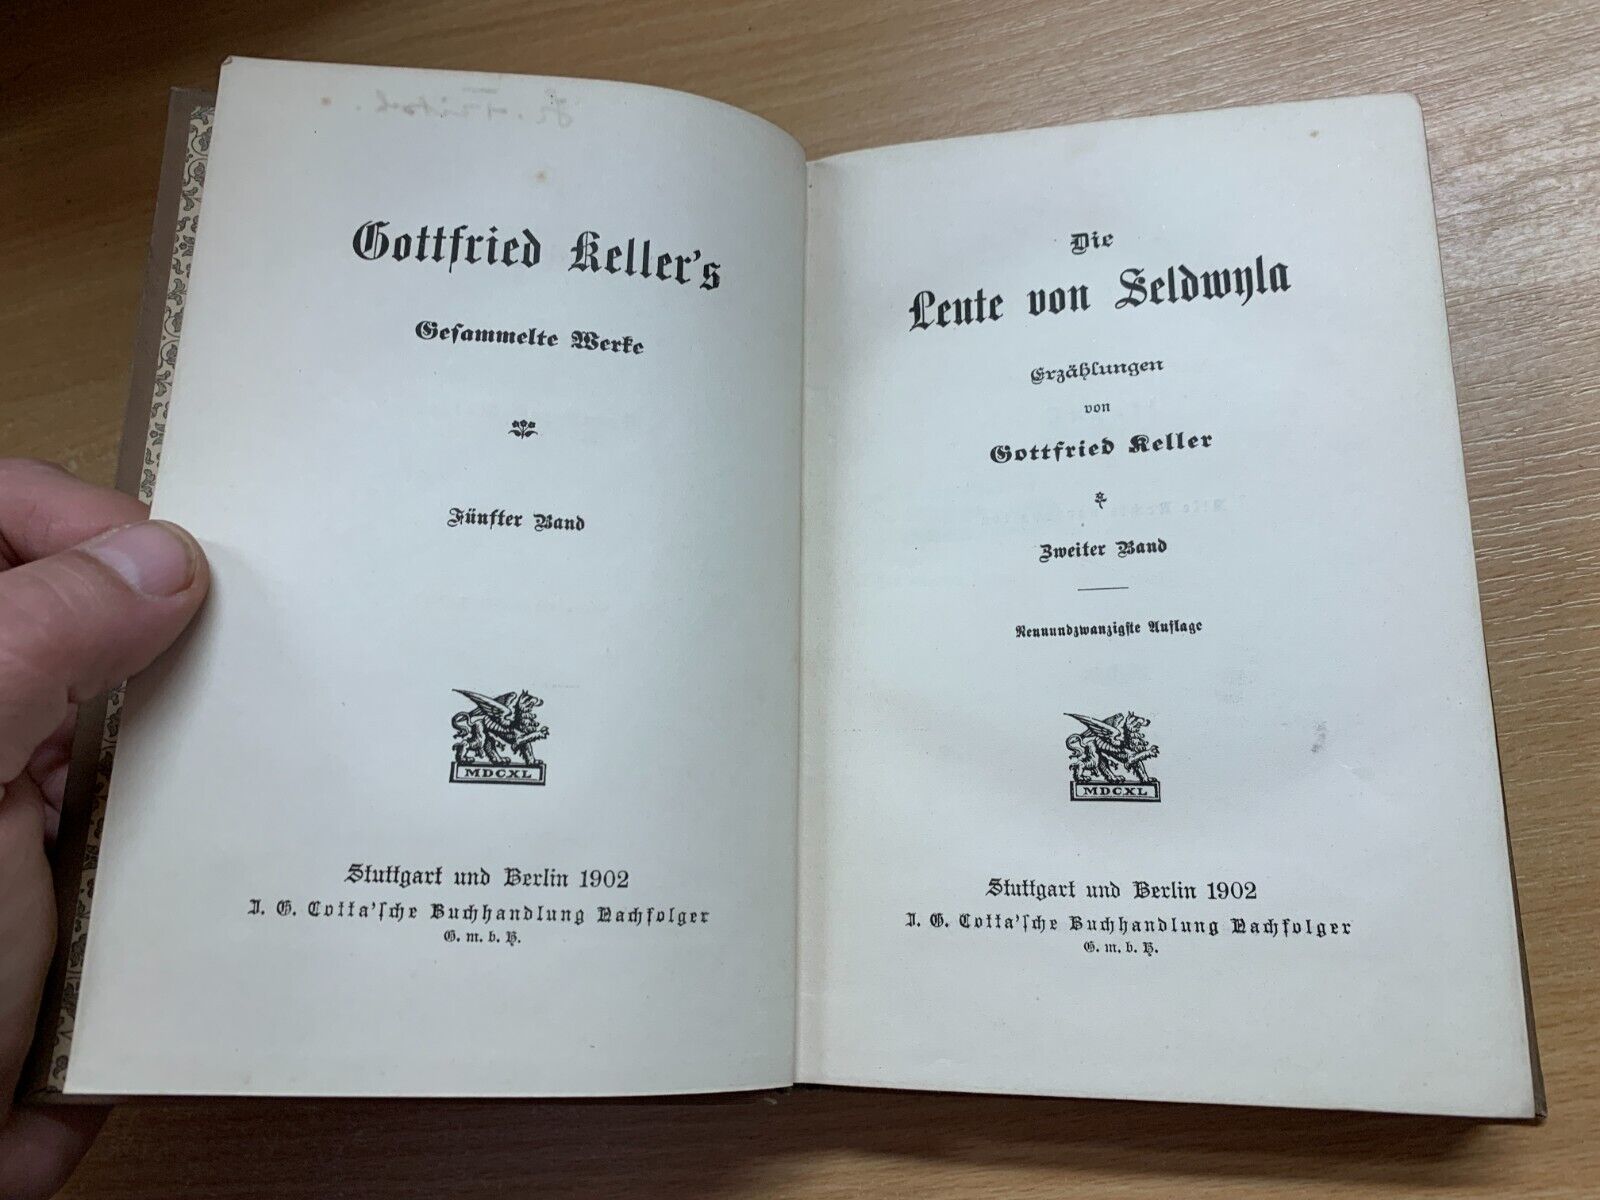 Gottfried Keller's
Gesammelte Werke
Fünfter Band
MDCXL
Stuttgart und Berlin 1902
J. G. Cotta'sche Buchhandlung Nachfolger
G. m. b. H.
Die
Leute von Seldwyla
Erzählungen
von
Gottfried Keller
Zweiter Band
Neunundzwanzigste Auflage
MDCXL
Stuttgart und Berlin 1902
J. G. Cotta'sche Buchhandlung Nachfolger
G. m. b. H.